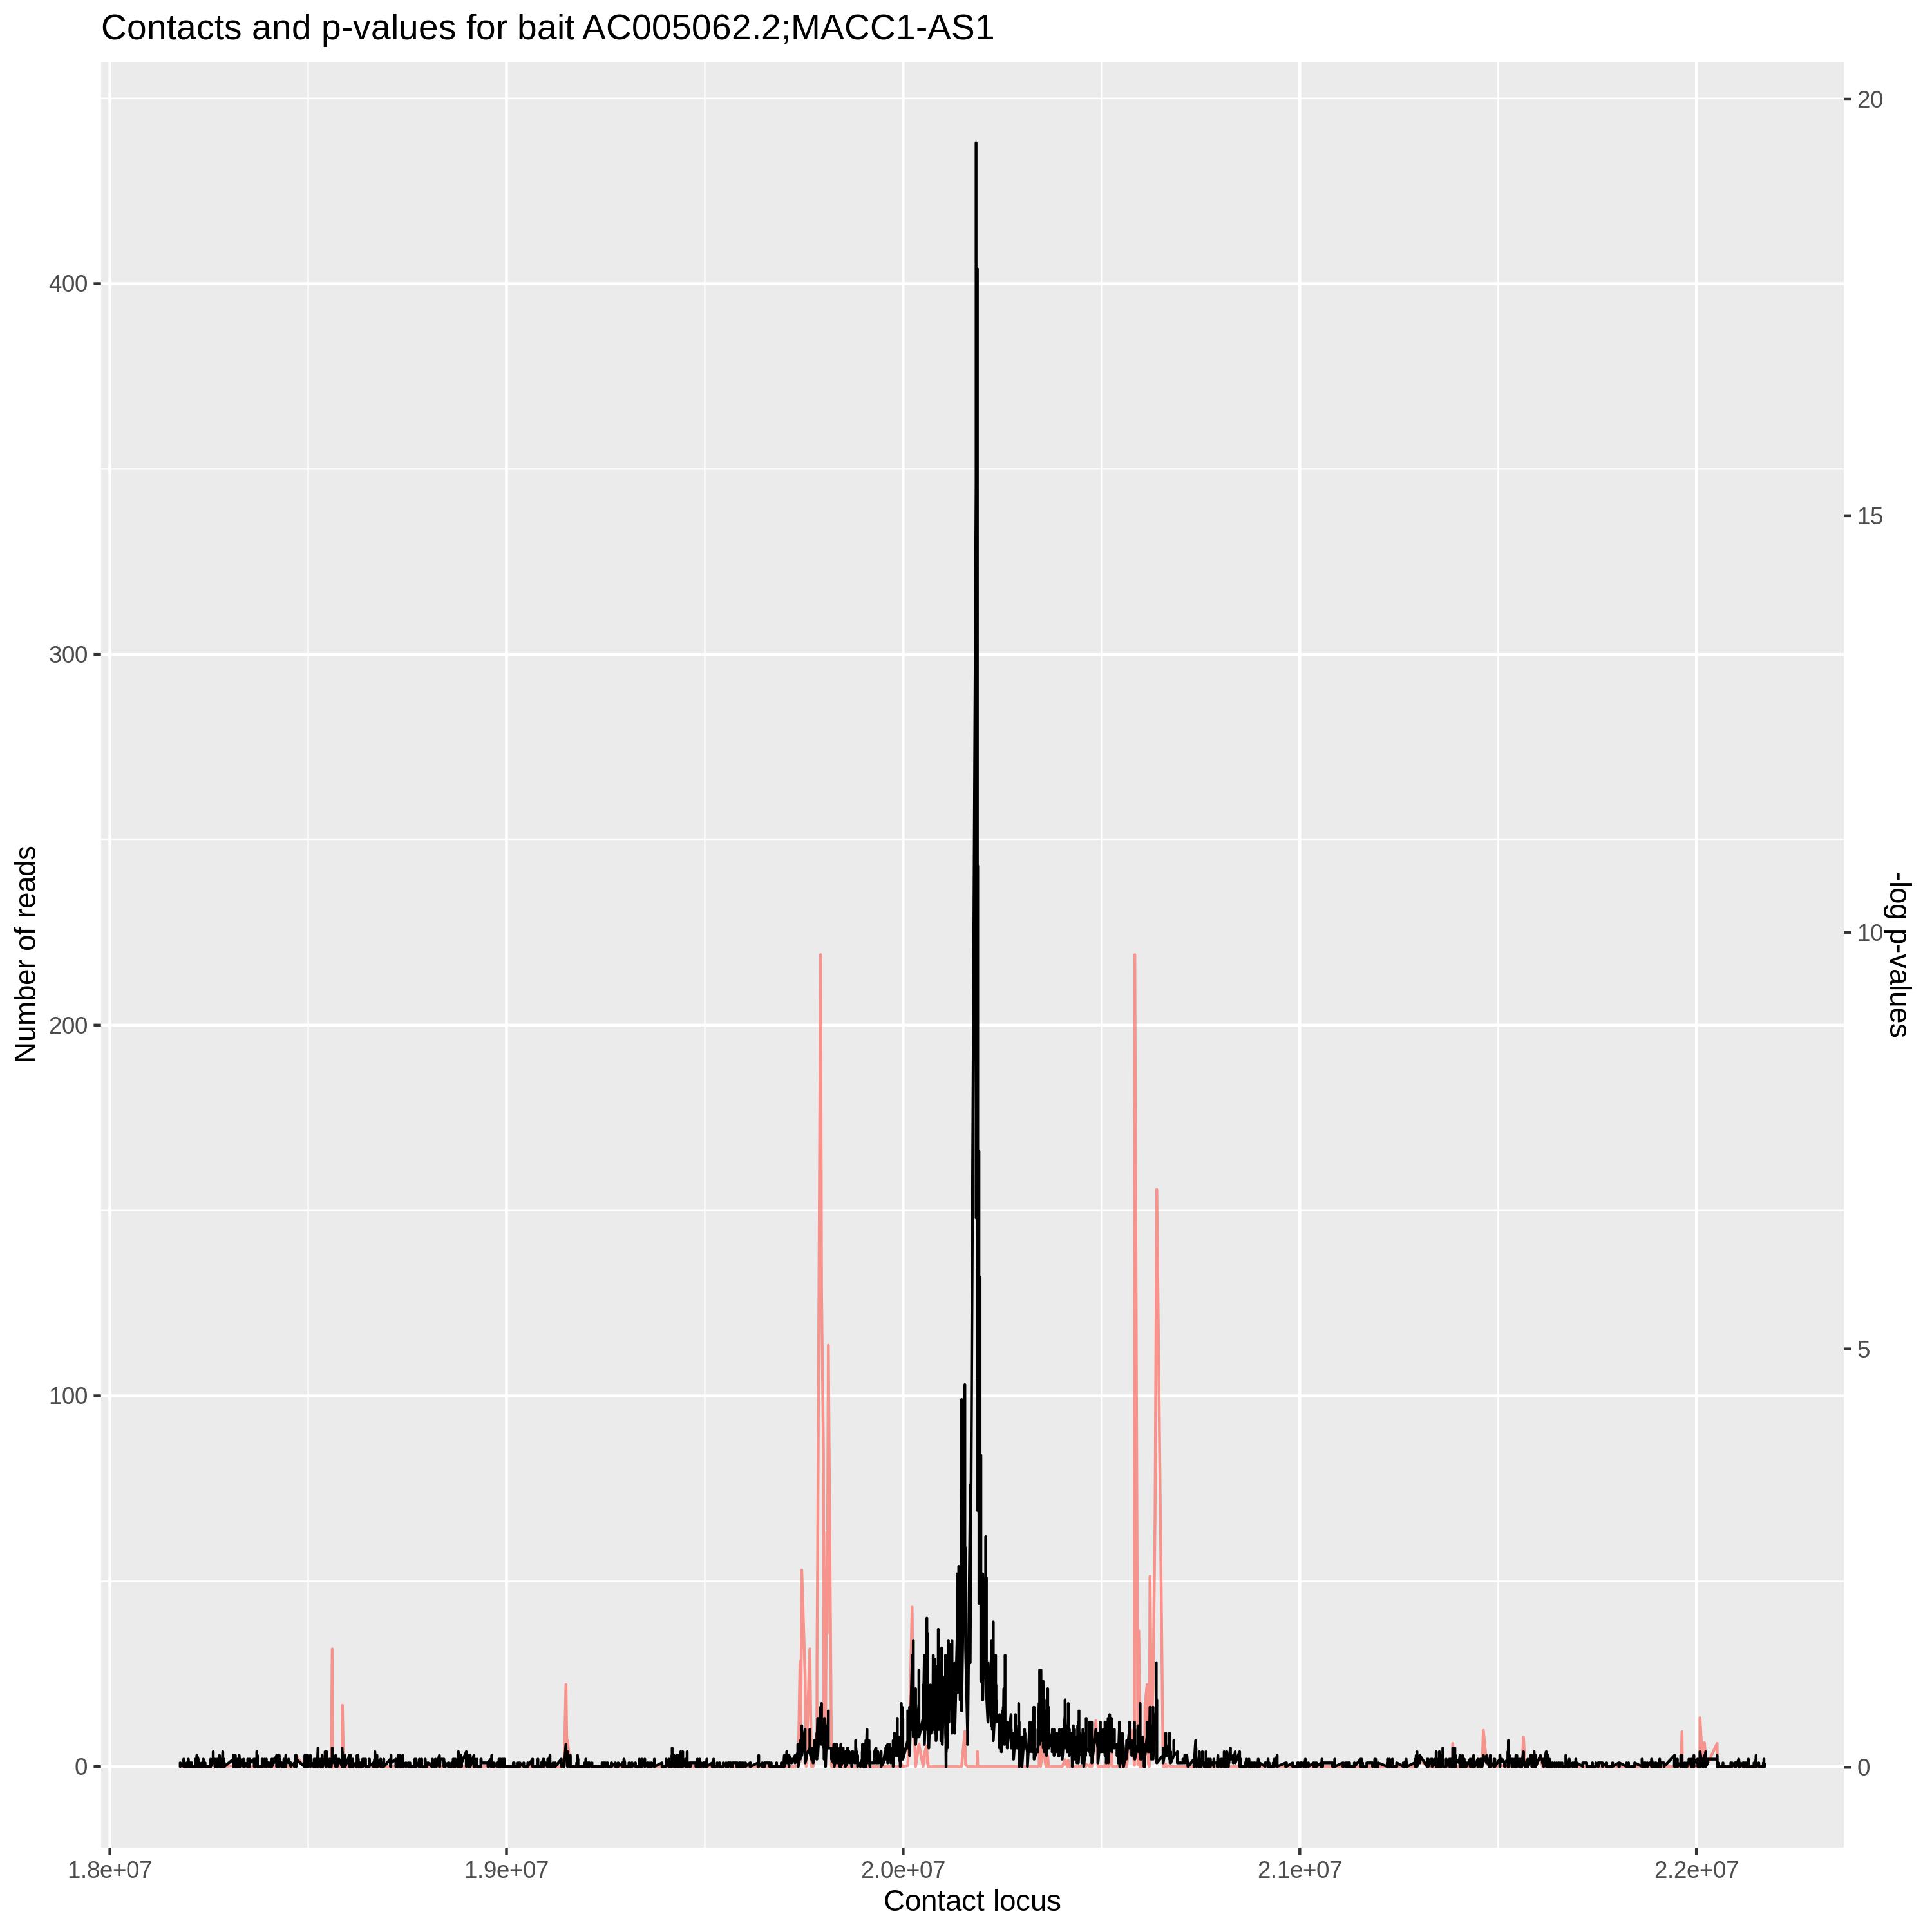 Contacts and p-values for bait AC005062.2;MACC1-AS1
Number of reads
400
300
200
100
0
20
15
10
5
0
-log p-values
1.8e+07 1.9e+07 2.0e+07 2.1e+07 2.2e+07
Contact locus